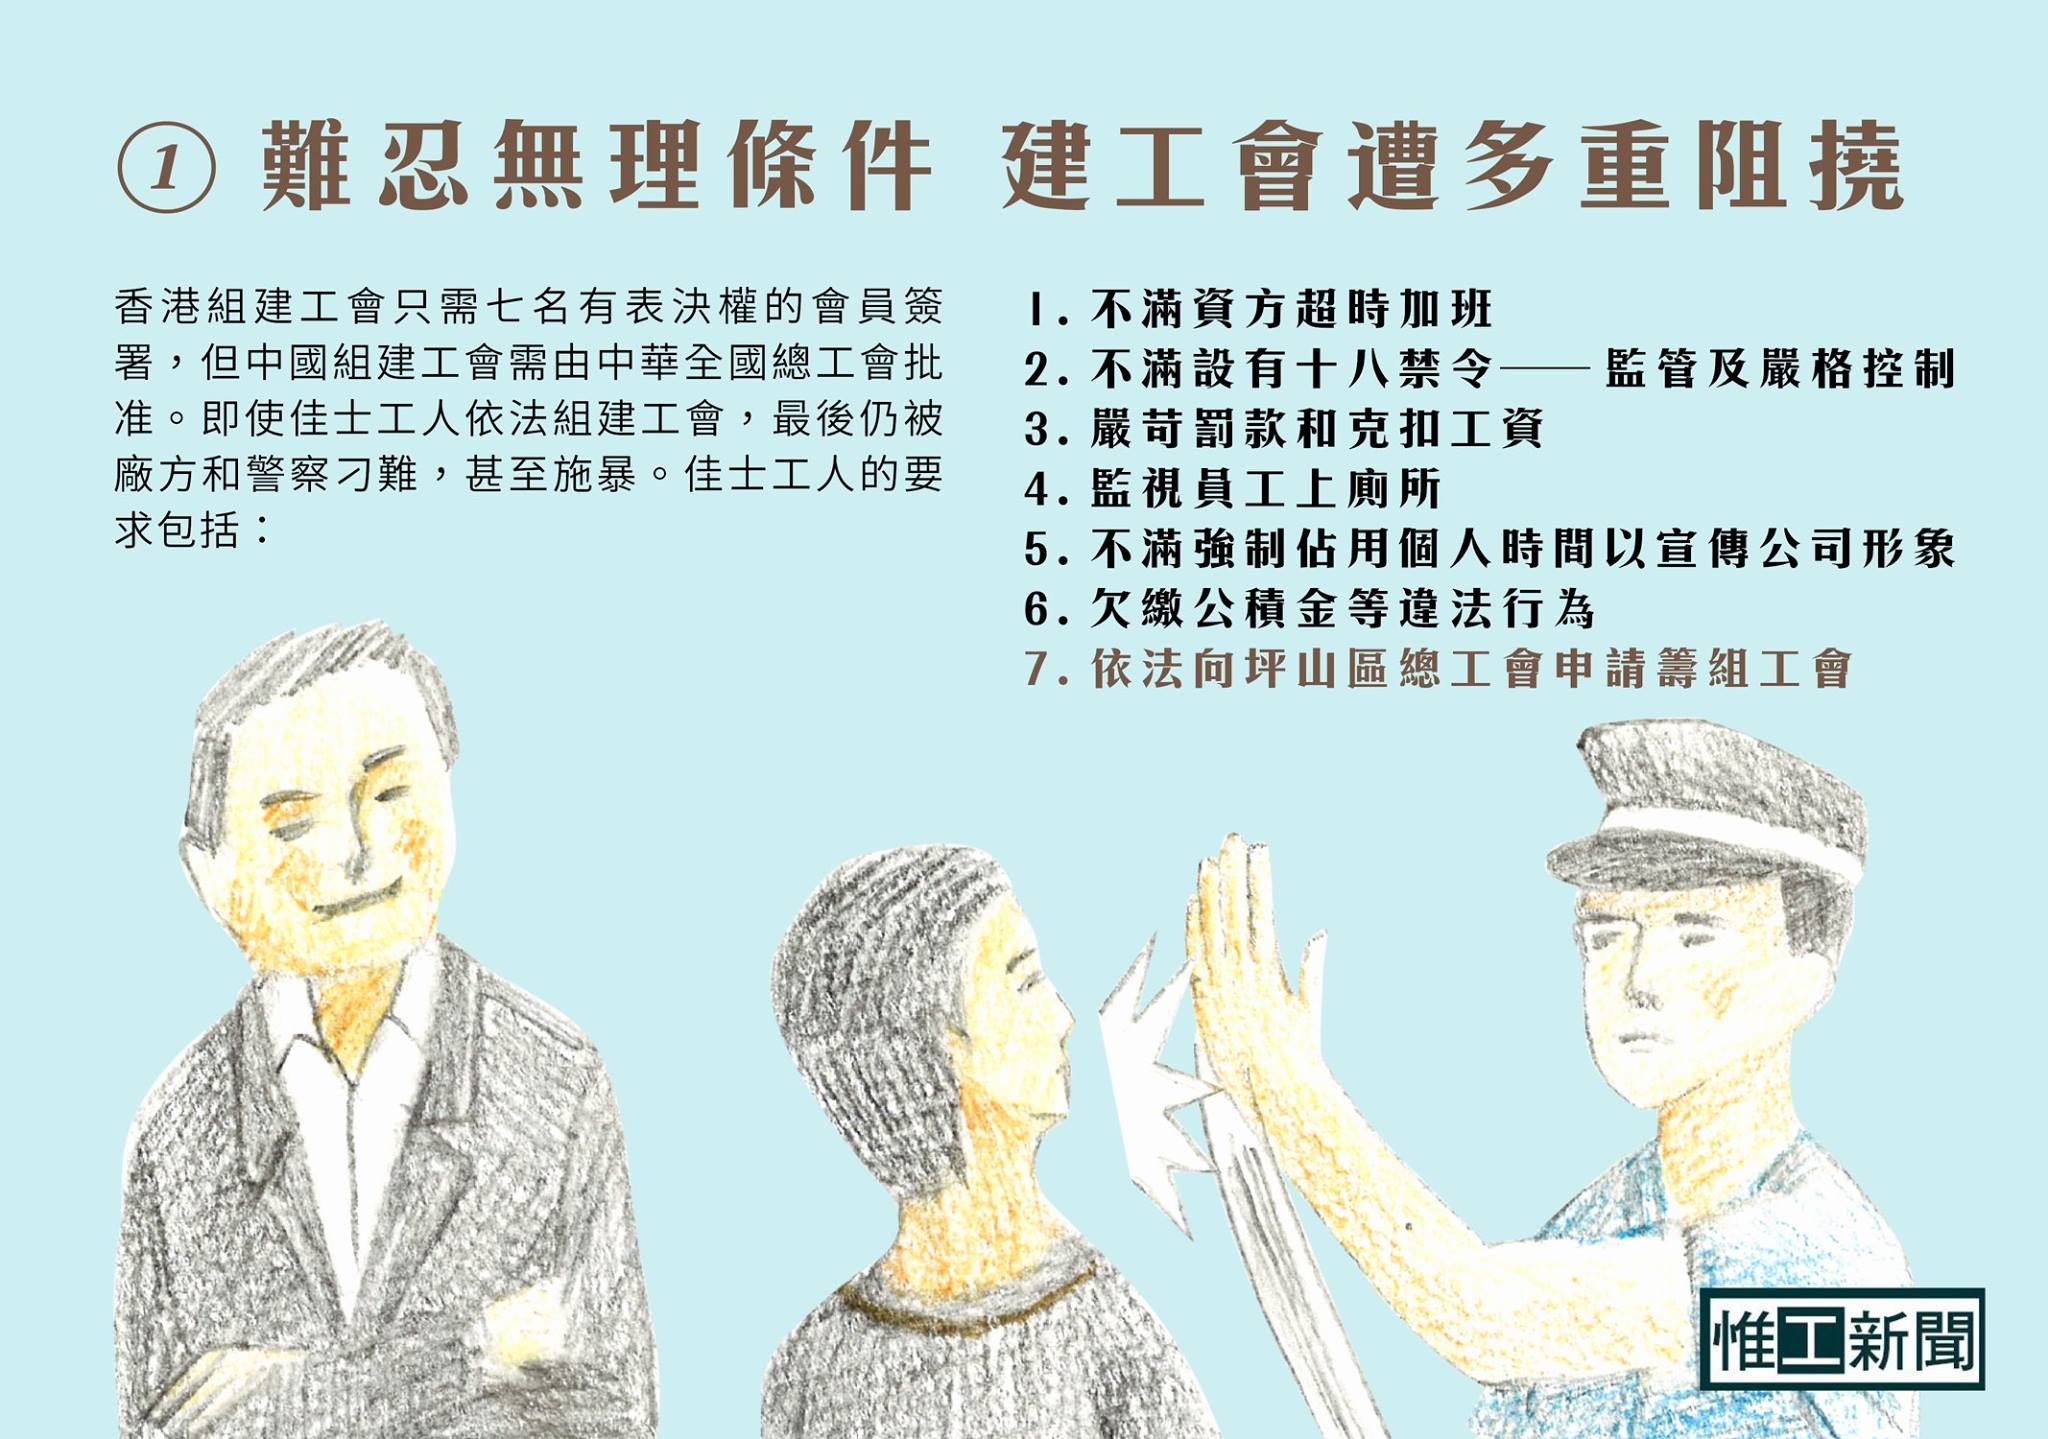 ① 難忍無理條件 建工會遭多重阻撓
香港組建工會只需七名有表決權的會員簽
署，但中國組建工會需由中華全國總工會批
准。即使佳士工人依法組建工會，最後仍被
廠方和警察刁難，甚至施暴。佳士工人的要
求包括：
1. 不滿資方超時加班
2. 不滿設有十八禁令——監管及嚴格控制
3. 嚴苛罰款和克扣工資
4. 監視員工上廁所
5. 不滿強制佔用個人時間以宣傳公司形象
6. 欠繳公積金等違法行為
7. 依法向坪山區總工會申請籌組工會
惟工新聞